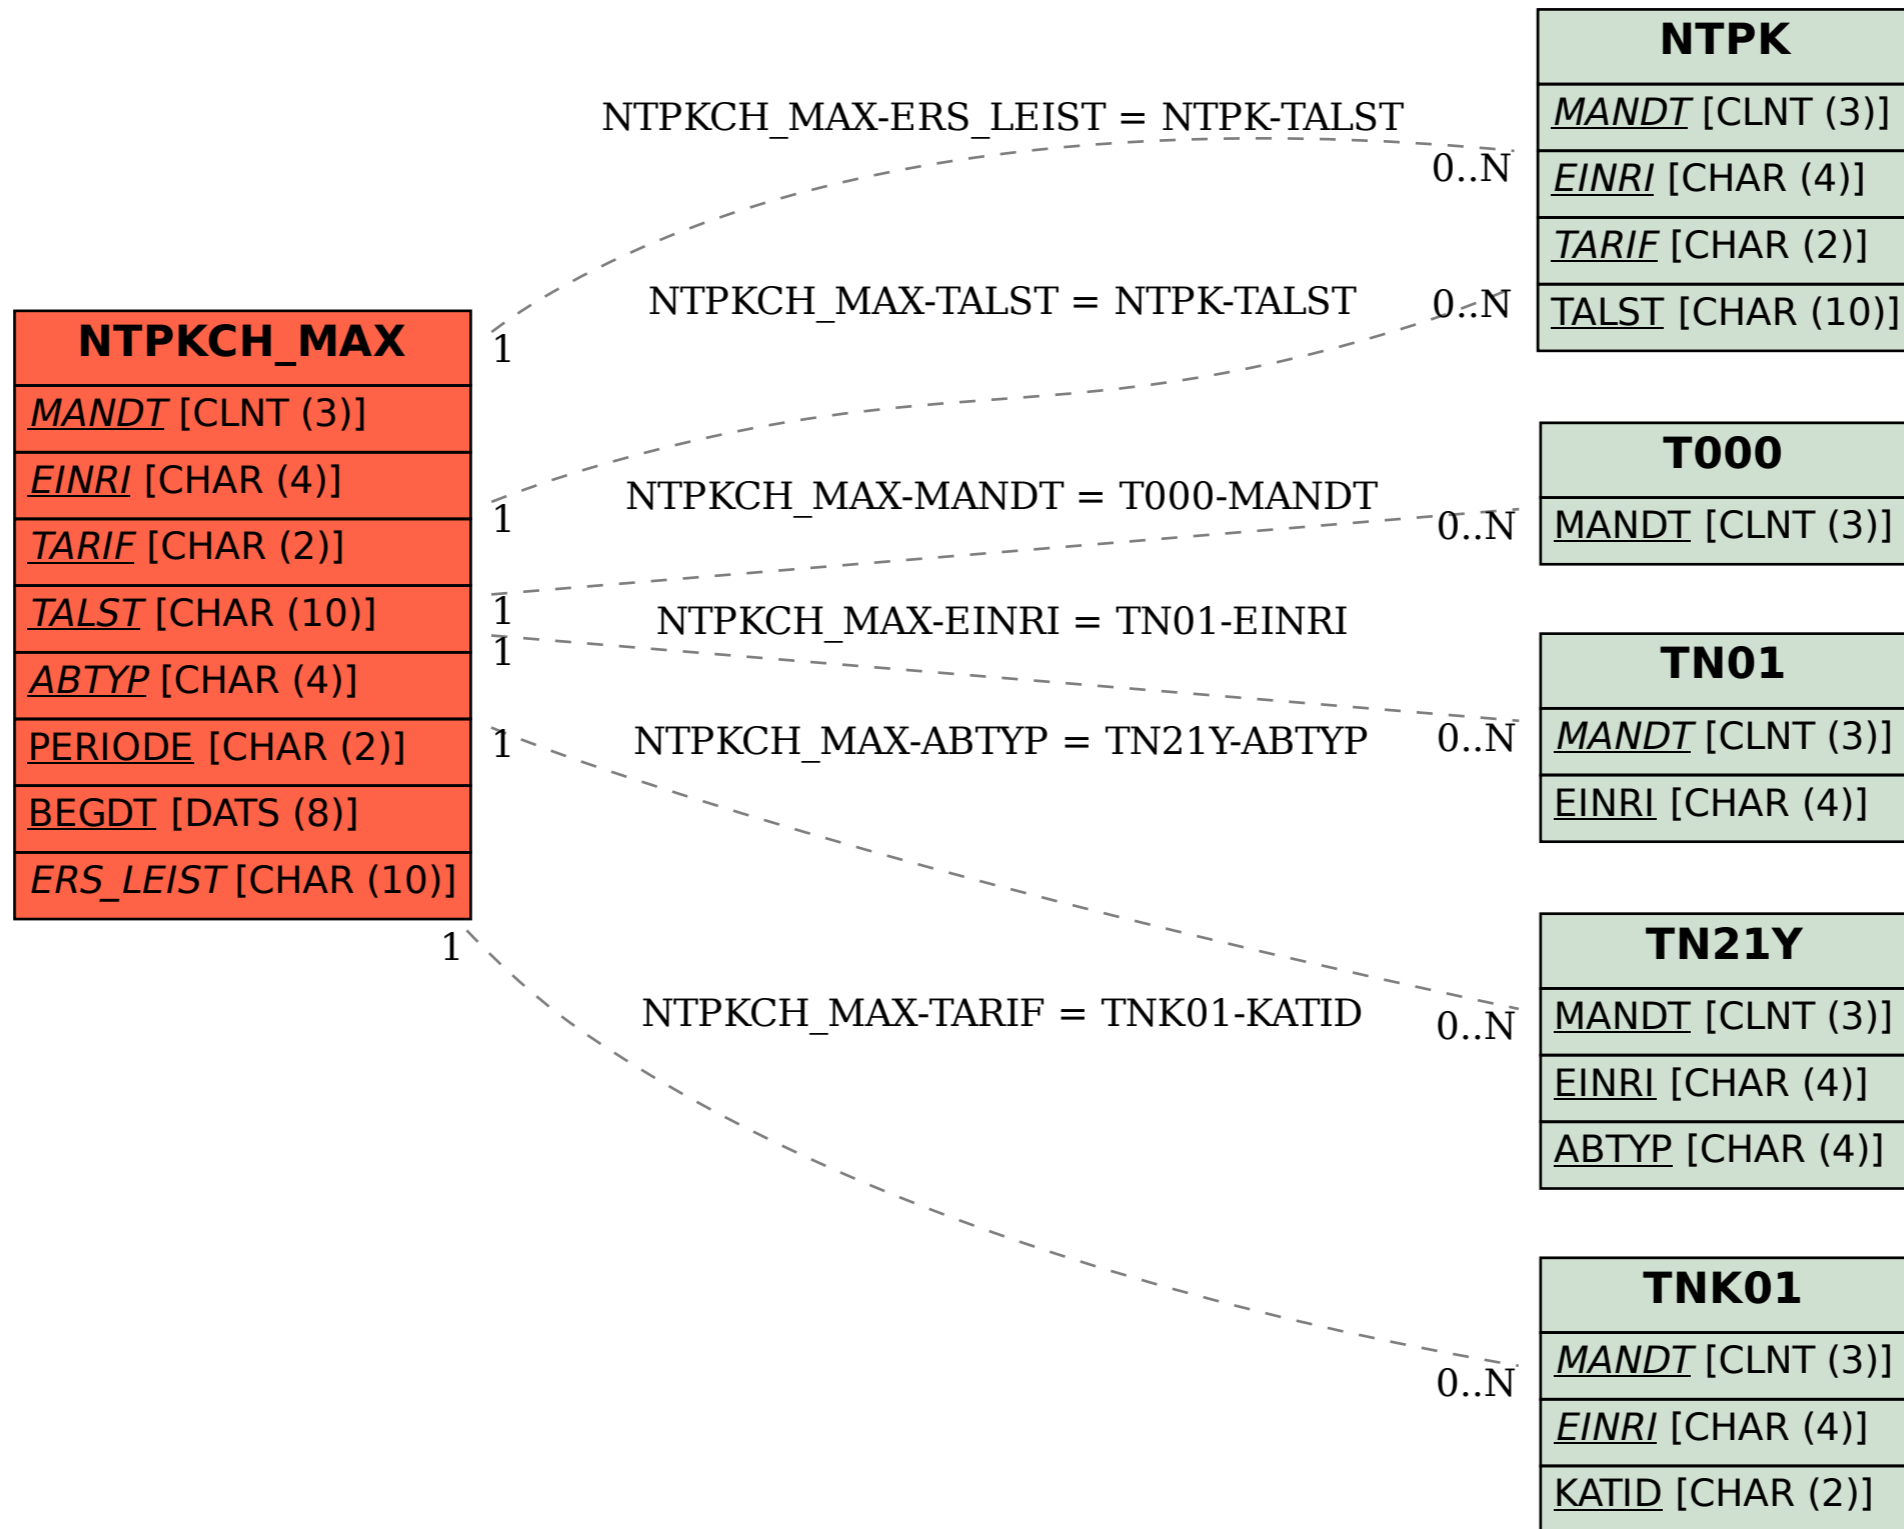 NTPKCH_MAX
MANDT [CLNT (3)]
EINRI [CHAR (4)]
TARIF [CHAR (2)]
TALST [CHAR (10)]
ABTYP [CHAR (4)]
PERIODE [CHAR (2)]
BEGDT [DATS (8)]
ERS_LEIST [CHAR (10)]
NTPKCH_MAX-ERS_LEIST = NTPK-TALST
0..N
1
NTPKCH_MAX-TALST = NTPK-TALST
0..N
1
NTPKCH_MAX-MANDT = T000-MANDT
0..N
1
NTPKCH_MAX-EINRI = TN01-EINRI
1
0..N
NTPKCH_MAX-ABTYP = TN21Y-ABTYP
1
0..N
NTPKCH_MAX-TARIF = TNK01-KATID
1
0..N
NTPK
MANDT [CLNT (3)]
EINRI [CHAR (4)]
TARIF [CHAR (2)]
TALST [CHAR (10)]
T000
MANDT [CLNT (3)]
TN01
MANDT [CLNT (3)]
EINRI [CHAR (4)]
TN21Y
MANDT [CLNT (3)]
EINRI [CHAR (4)]
ABTYP [CHAR (4)]
TNK01
MANDT [CLNT (3)]
EINRI [CHAR (4)]
KATID [CHAR (2)]